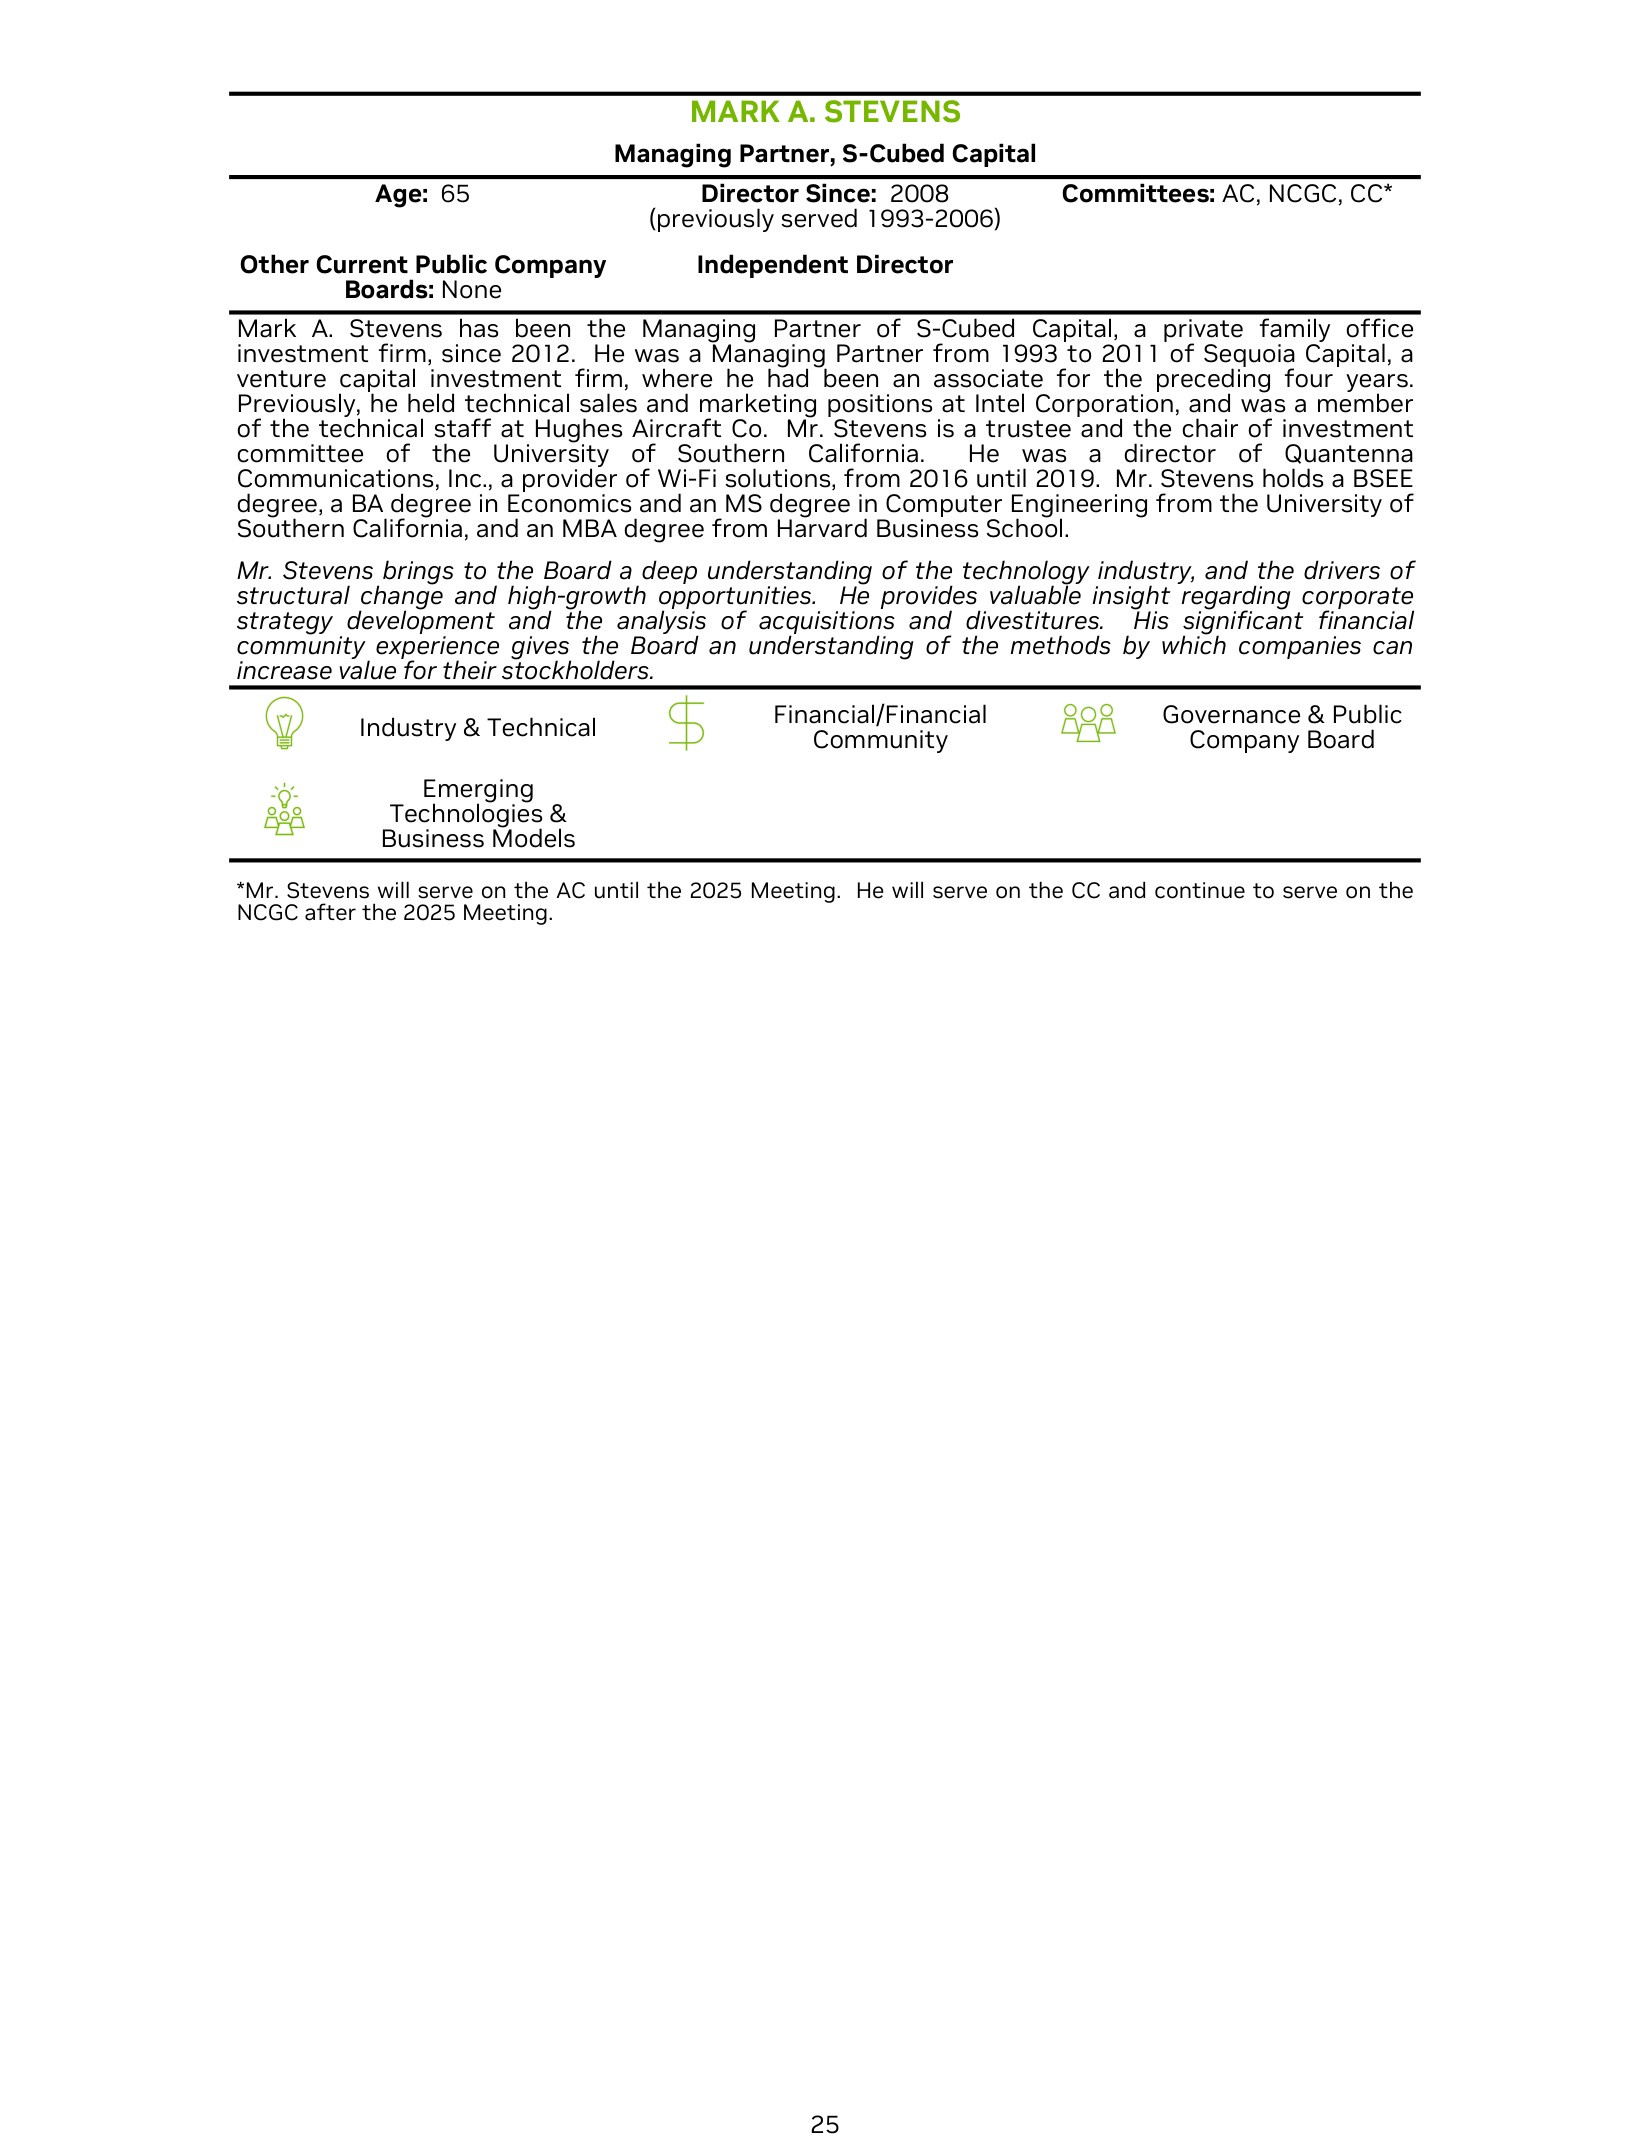 MARK A. STEVENS
Managing Partner, S-Cubed Capital
Age: 65
Director Since: 2008
(previously served 1993-2006)
Committees: AC, NCGC, CC*
Other Current Public Company
Boards: None
Independent Director
Mark A. Stevens has been the Managing Partner of S-Cubed Capital, a private family office
investment firm, since 2012. He was a Managing Partner from 1993 to 2011 of Sequoia Capital, a
venture capital investment firm, where he had been an associate for the preceding four years.
Previously, he held technical sales and marketing positions at Intel Corporation, and was a member
of the technical staff at Hughes Aircraft Co. Mr. Stevens is a trustee and the chair of investment
committee of the University of Southern California. He was a director of Quantenna
Communications, Inc., a provider of Wi-Fi solutions, from 2016 until 2019. Mr. Stevens holds a BSEE
degree, a BA degree in Economics and an MS degree in Computer Engineering from the University of
Southern California, and an MBA degree from Harvard Business School.
Mr. Stevens brings to the Board a deep understanding of the technology industry, and the drivers of
structural change and high-growth opportunities. He provides valuable insight regarding corporate
strategy development and the analysis of acquisitions and divestitures. His significant financial
community experience gives the Board an understanding of the methods by which companies can
increase value for their stockholders.
Industry & Technical
Financial/Financial
Community
Governance & Public
Company Board
Emerging
Technologies &
Business Models
*Mr. Stevens will serve on the AC until the 2025 Meeting. He will serve on the CC and continue to serve on the
NCGC after the 2025 Meeting.
25